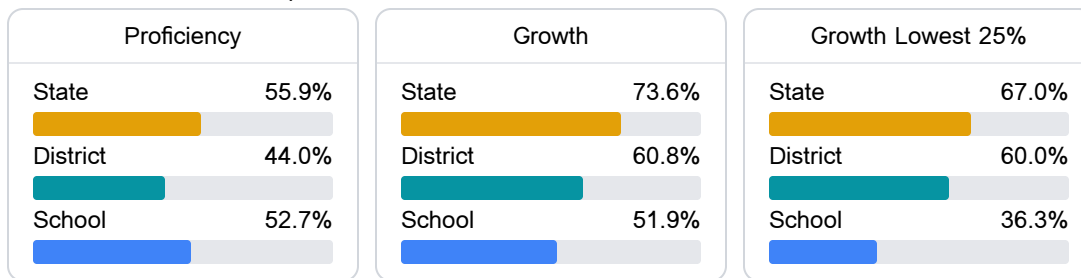 Proficiency
State 55.9%
District 44.0%
School 52.7%
Growth
State 73.6%
District 60.8%
School 51.9%
Growth Lowest 25%
State 67.0%
District 60.0%
School 36.3%